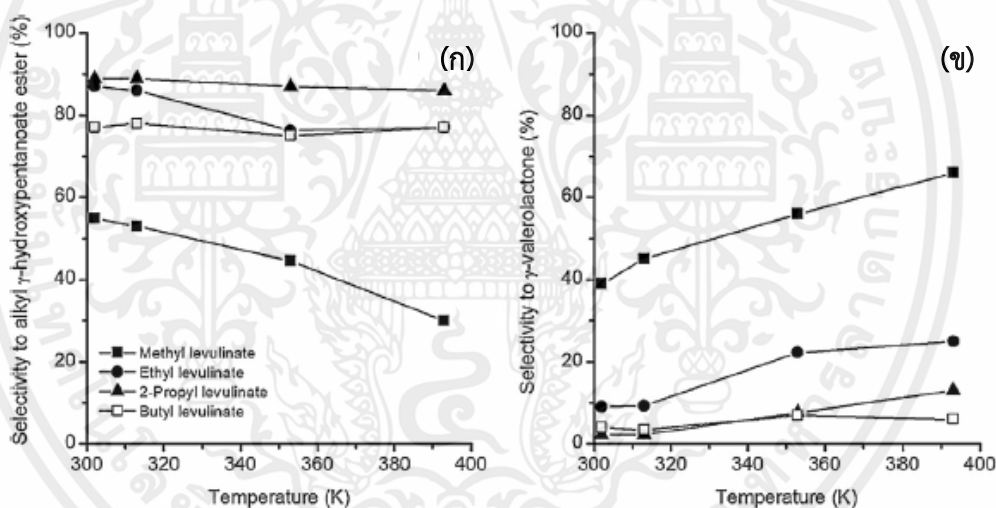 Selectivity to alkyl γ-hydroxypentanoate ester (%)
100
80
60
40
20
0
(ก)
Methyl levulinate
Ethyl levulinate
2-Propyl levulinate
Butyl levulinate
300 320 340 360 380 400
Temperature (K)
Selectivity to γ-valerolactone (%)
100
80
60
40
20
0
(ข)
300 320 340 360 380 400
Temperature (K)